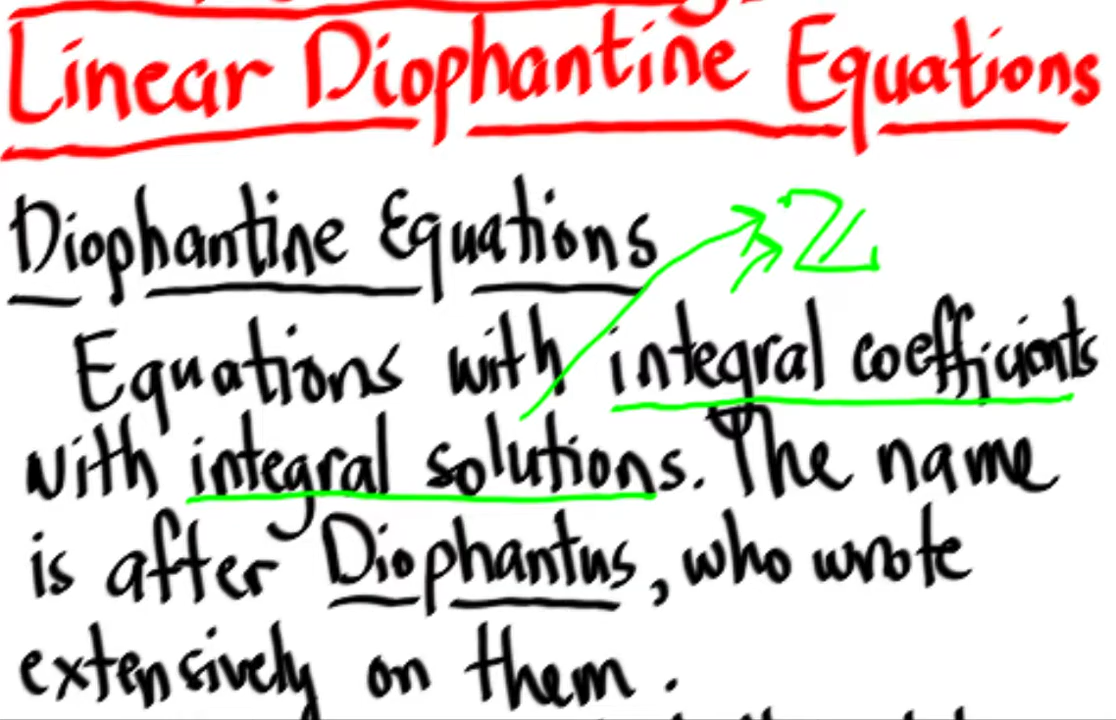 Linear Diophantine Equations
Diophantine Equations
ℤ
Equations with integral coefficients
with integral solutions. The name
is after Diophantus, who wrote
extensively on them.